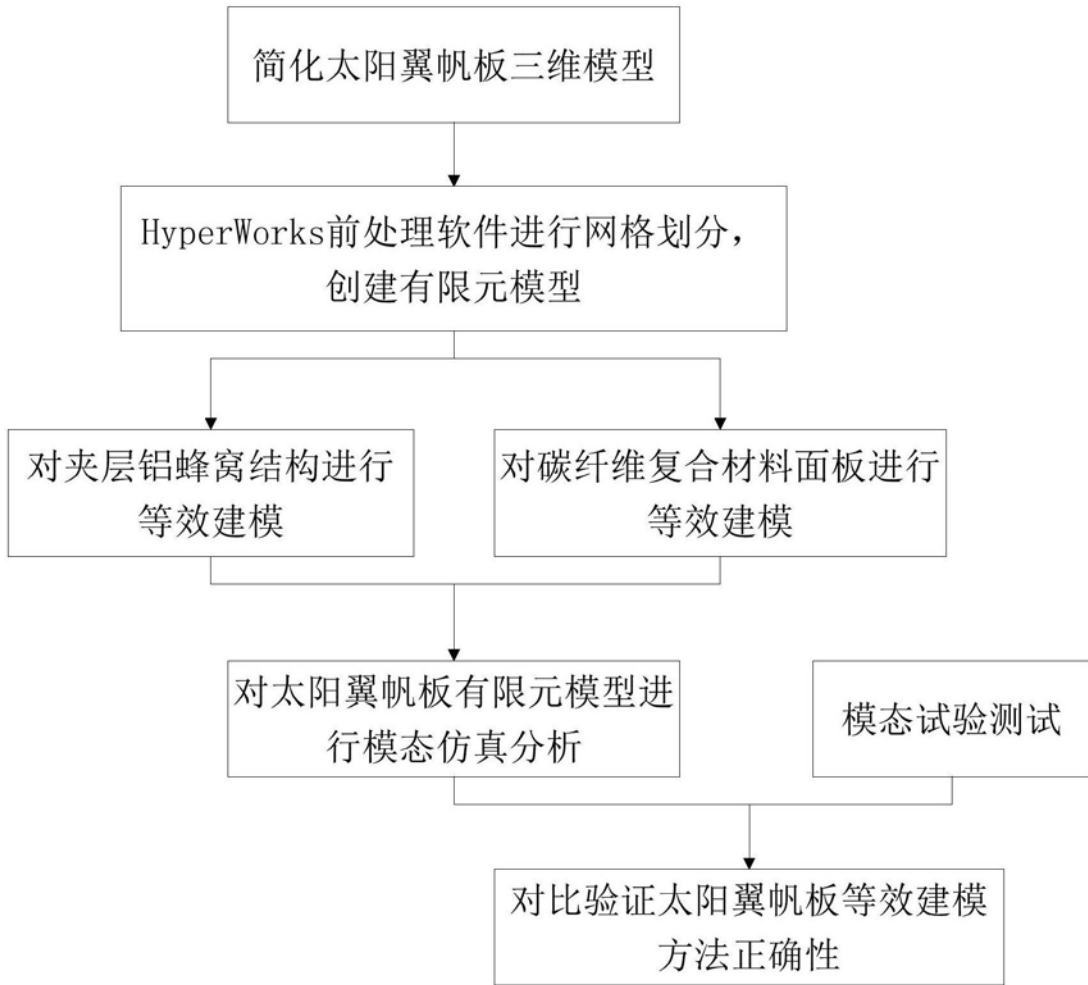 简化太阳翼帆板三维模型
HyperWorks前处理软件进行网格划分，
创建有限元模型
对夹层铝蜂窝结构进行
等效建模
对碳纤维复合材料面板进行
等效建模
对太阳翼帆板有限元模型进
行模态仿真分析
模态试验测试
对比验证太阳翼帆板等效建模
方法正确性